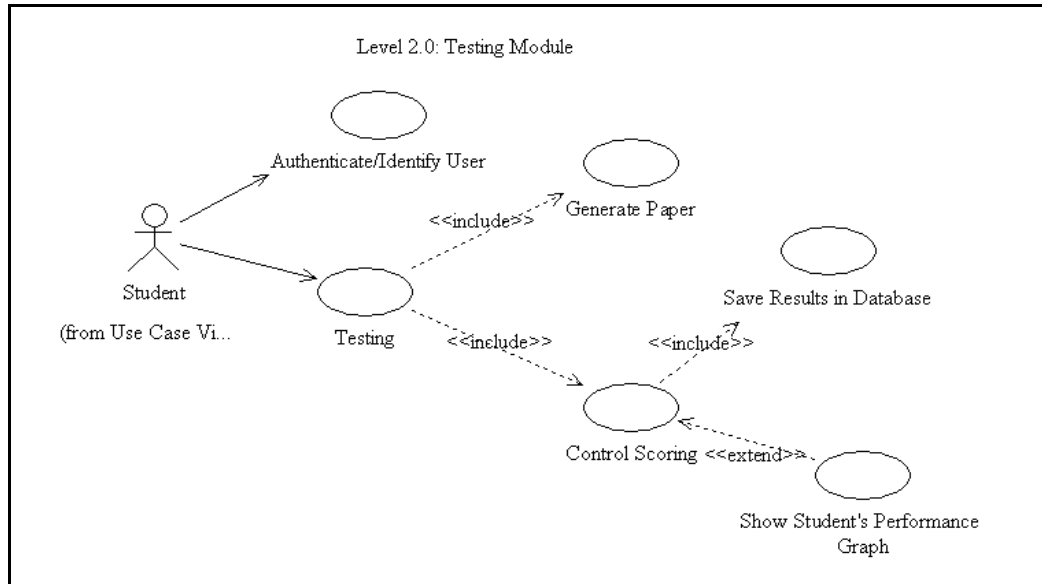 Level 2.0: Testing Module
Authenticate/Identify User
Generate Paper
<<include>>
Student
(from Use Case Vi...
Testing
Save Results in Database
<<include>>
<<include>>
Control Scoring
<<extend>>
Show Student's Performance
Graph